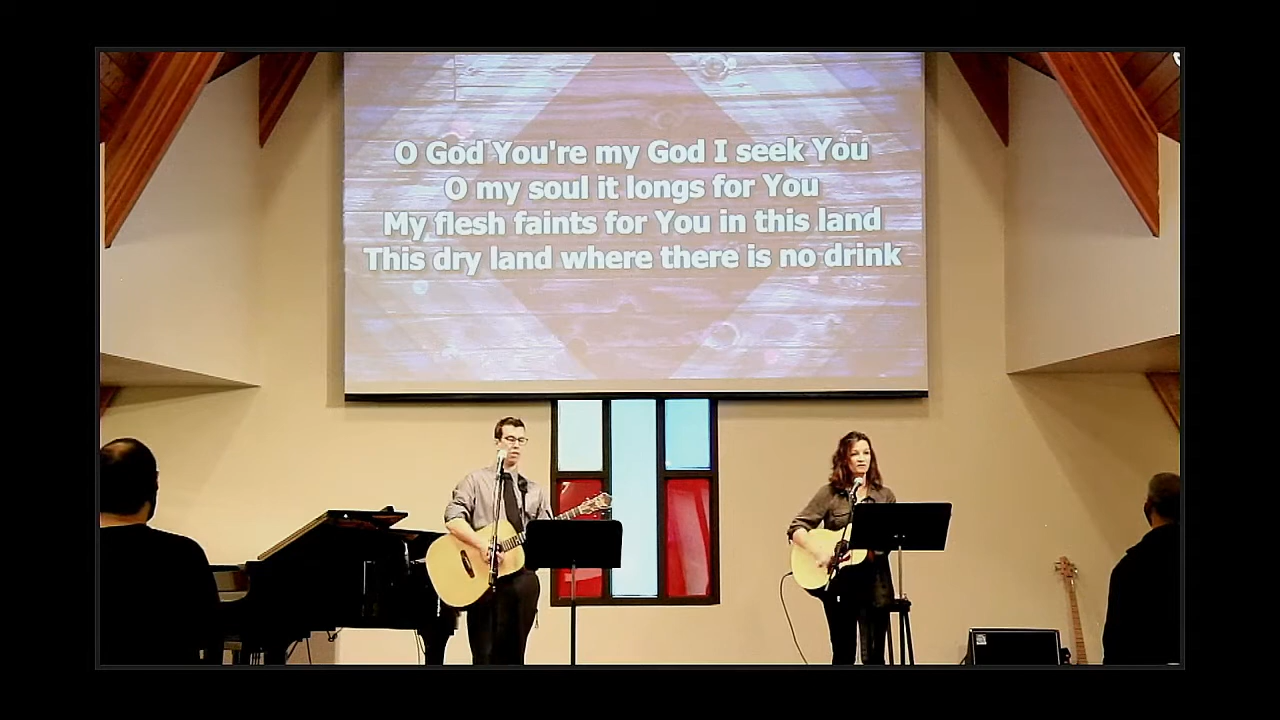 O God You're my God I seek You
O my soul it longs for You
My flesh faints for You in this land
This dry land where there is no drink